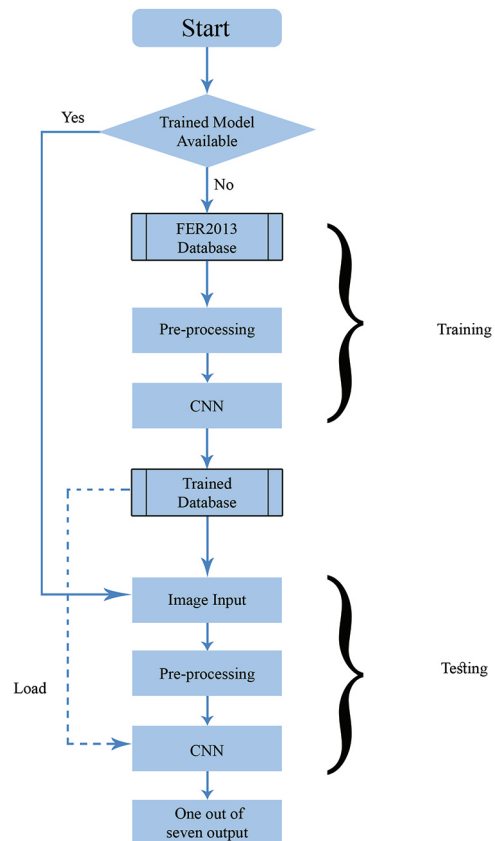 Start
Yes
Trained Model
Available
No
FER2013
Database
Pre-processing
Training
CNN
Trained
Database
Image Input
Pre-processing
Testing
Load
CNN
One out of
seven output